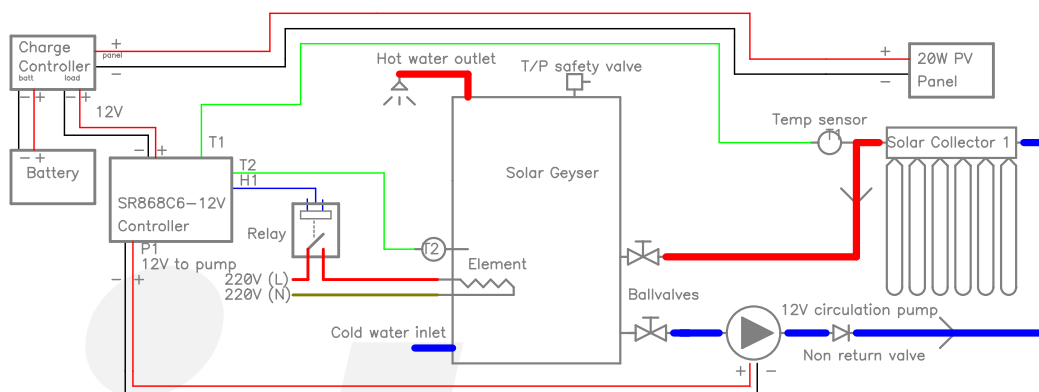 Charge
Controller
batt
load
+
panel
−
− +
− +
12V
− +
Battery
− +
Hot water outlet
T/P safety valve
+
−
20W PV
Panel
T1
T2
H1
SR868C6-12V
Controller
P1
12V to pump
− +
Relay
220V (L)
220V (N)
T2
Element
Solar Geyser
Cold water inlet
Temp sensor
T1
Solar Collector 1
Ballvalves
12V circulation pump
Non return valve
+ −